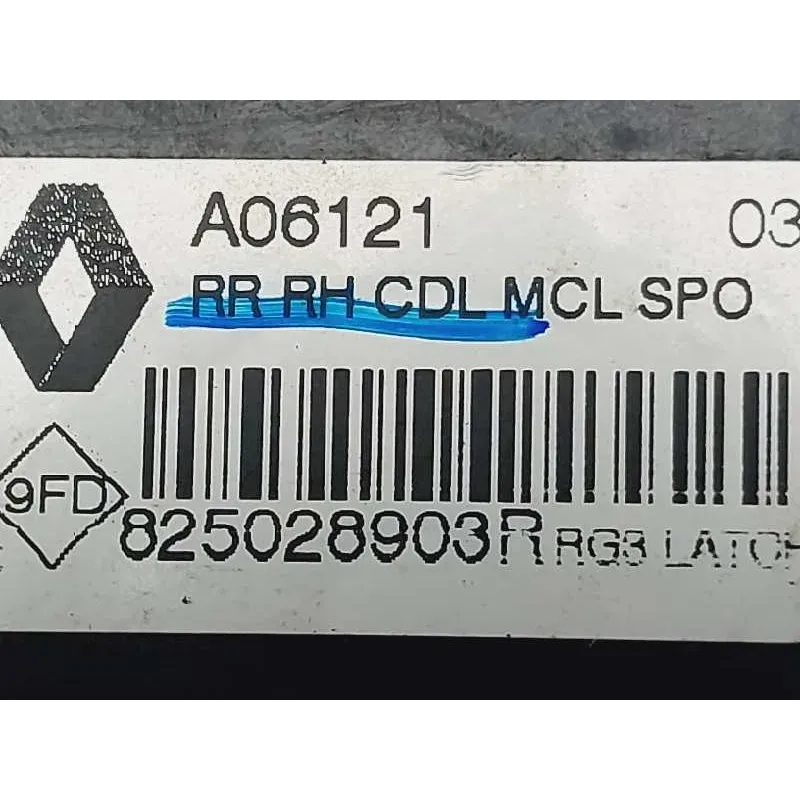 A06121 03
RR RH CDL MCL SPO
9FD
825028903R RG3 LATCH